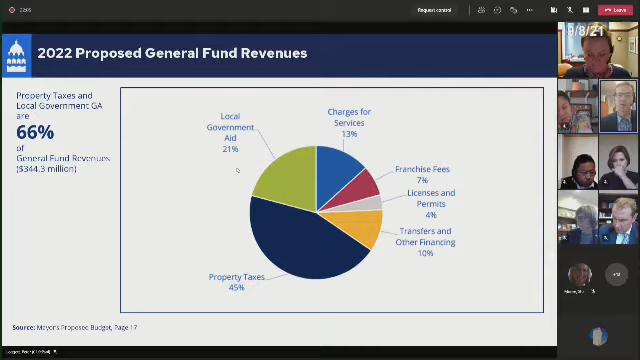 22:05
Request control
Leave
9/8/21
2022 Proposed General Fund Revenues
Property Taxes and
Local Government GA
are
66%
of
General Fund Revenues
($344.3 million)
Local
Government
Aid
21%
Charges for
Services
13%
Franchise Fees
7%
Licenses and
Permits
4%
Transfers and
Other Financing
10%
Property Taxes
45%
Source: Mayor's Proposed Budget, Page 17